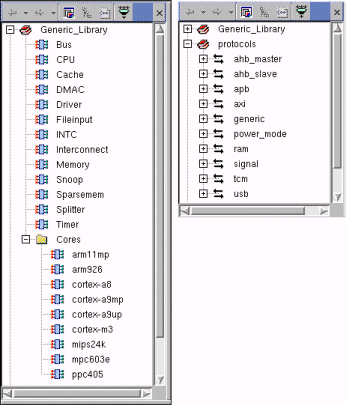 Generic_Library
Bus
CPU
Cache
DMAC
Driver
Fileinput
INTC
Interconnect
Memory
Snoop
Sparsemem
Splitter
Timer
Cores
arm11mp
arm926
cortex-a8
cortex-a9mp
cortex-a9up
cortex-m3
mips24k
mpc603e
ppc405
Generic_Library
protocols
ahb_master
ahb_slave
apb
axi
generic
power_mode
ram
signal
tcm
usb